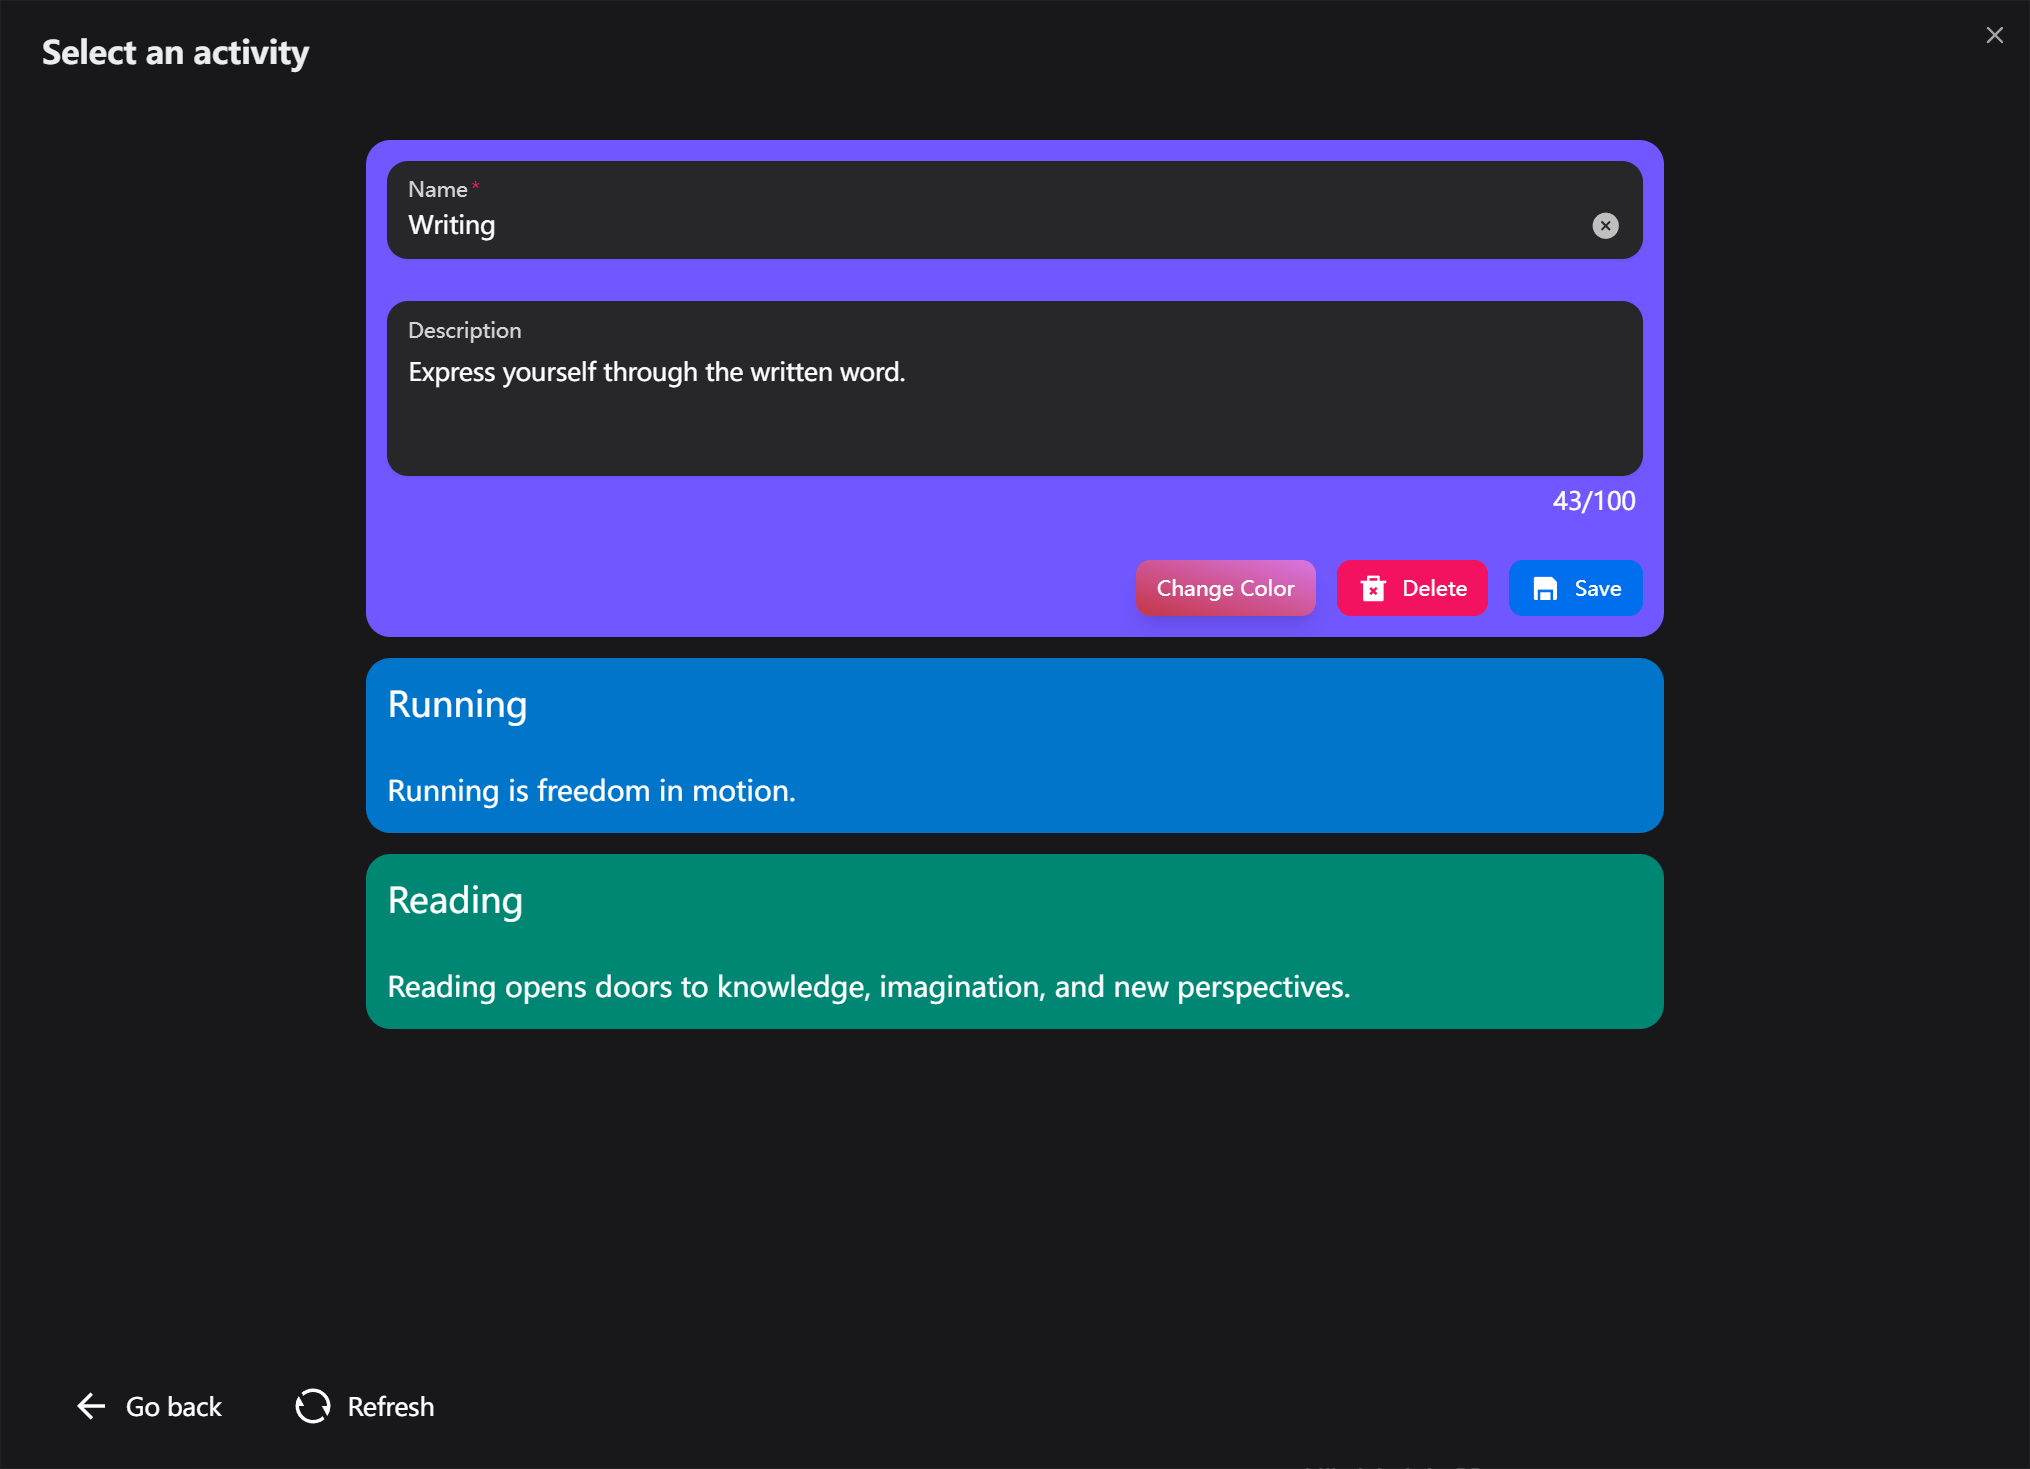 Select an activity
Name*
Writing
Description
Express yourself through the written word.
43/100
Change Color
Delete
Save
Running
Running is freedom in motion.
Reading
Reading opens doors to knowledge, imagination, and new perspectives.
Go back
Refresh